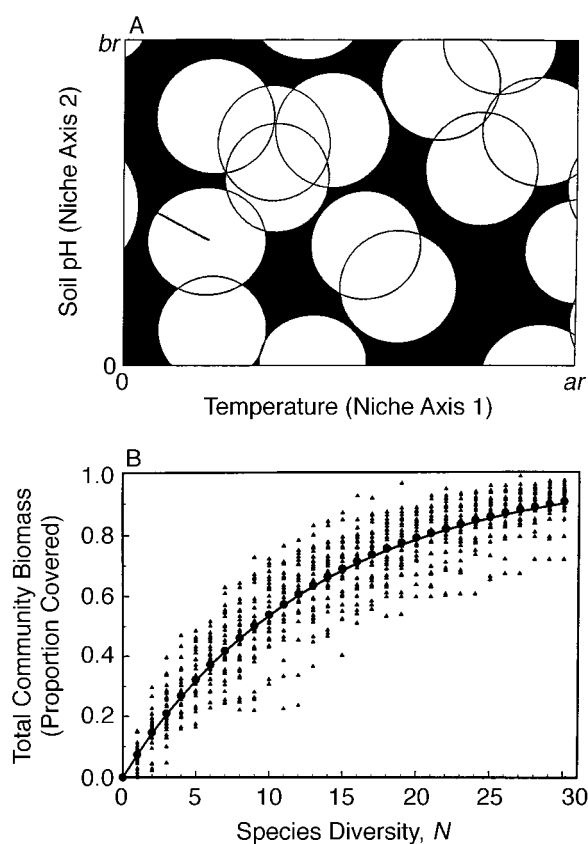 A
br
Soil pH (Niche Axis 2)
0
0
ar
Temperature (Niche Axis 1)
B
Total Community Biomass
(Proportion Covered)
1.0
0.8
0.6
0.4
0.2
0.0
0 5 10 15 20 25 30
Species Diversity, N